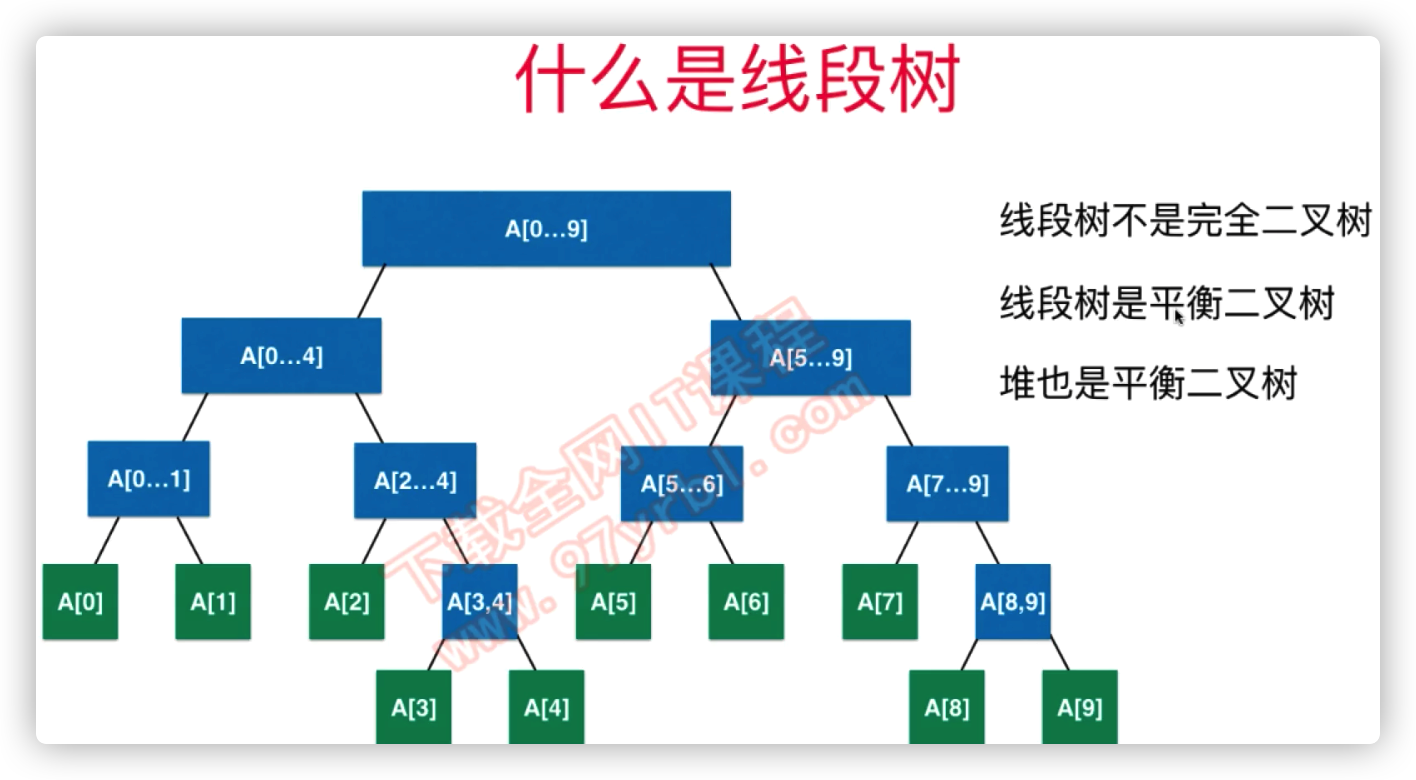 什么是线段树
A[0...9]
线段树不是完全二叉树
线段树是平衡二叉树
堆也是平衡二叉树
A[0...4]
A[5...9]
A[0...1]
A[2...4]
A[5...6]
A[7...9]
A[0]
A[1]
A[2]
A[3,4]
A[5]
A[6]
A[7]
A[8,9]
A[3]
A[4]
A[8]
A[9]
下载全网IT课程
www.97yrbl.com